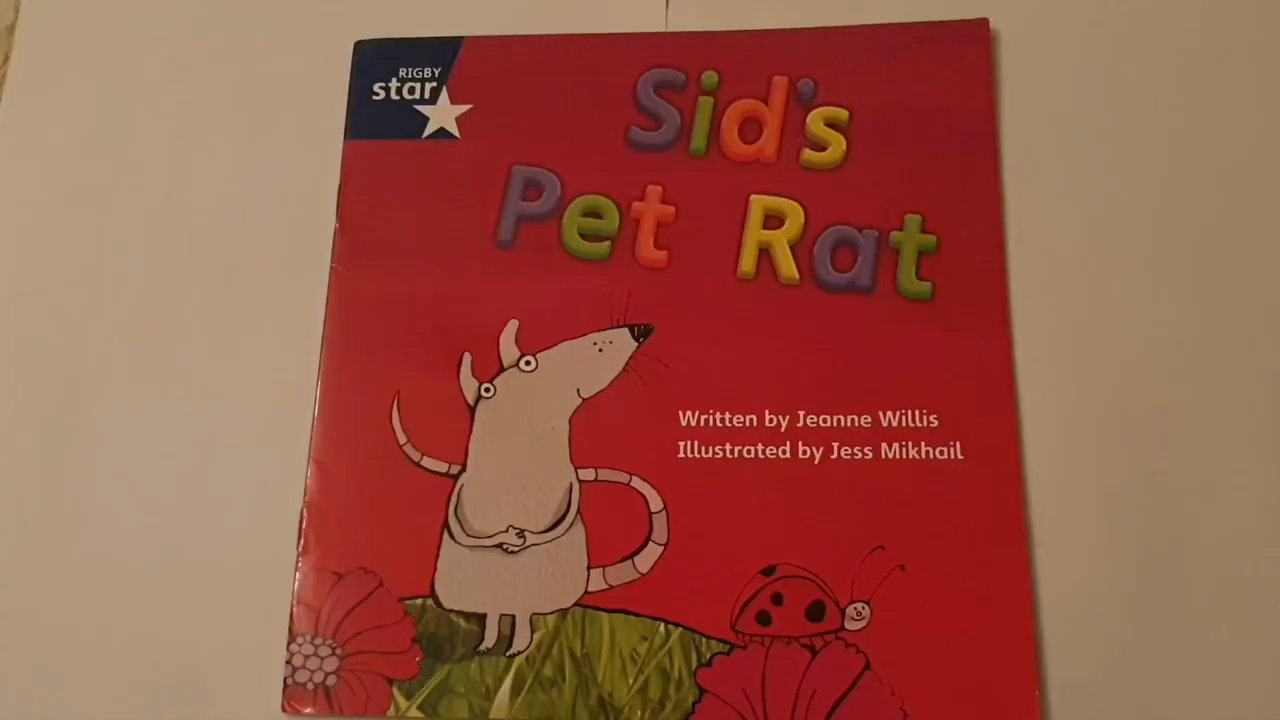 RIGBY
star
Sid's
Pet Rat
Written by Jeanne Willis
Illustrated by Jess Mikhail